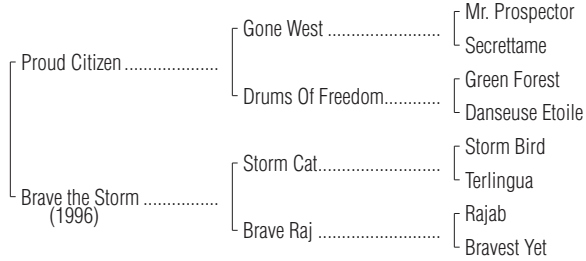 Mr. Prospector
Gone West ....................
Secrettame
Proud Citizen ..................
Green Forest
Drums Of Freedom............
Danseuse Etoile
Storm Bird
Storm Cat......................
Terlingua
Brave the Storm ..............
(1996)
Rajab
Brave Raj ......................
Bravest Yet